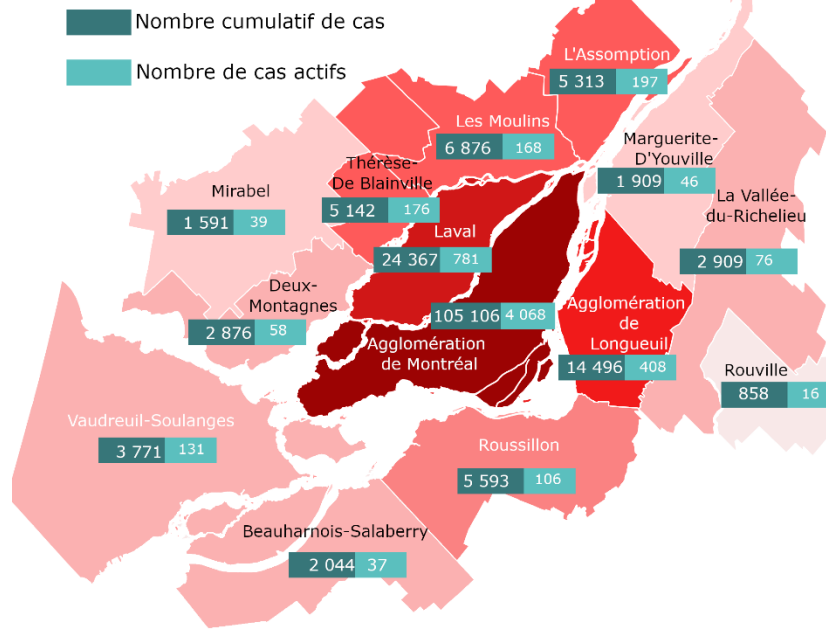 Nombre cumulatif de cas
Nombre de cas actifs
L'Assomption
5 313 197
Les Moulins
6 876 168
Marguerite-
D'Youville
1 909 46
Thérèse-
De Blainville
5 142 176
Mirabel
1 591 39
La Vallée-
du-Richelieu
2 909 76
Laval
24 367 781
Deux-
Montagnes
2 876 58
105 106 4 068
Agglomération
de Montréal
Agglomération
de
Longueuil
14 496 408
Rouville
858 16
Vaudreuil-Soulanges
3 771 131
Roussillon
5 593 106
Beauharnois-Salaberry
2 044 37